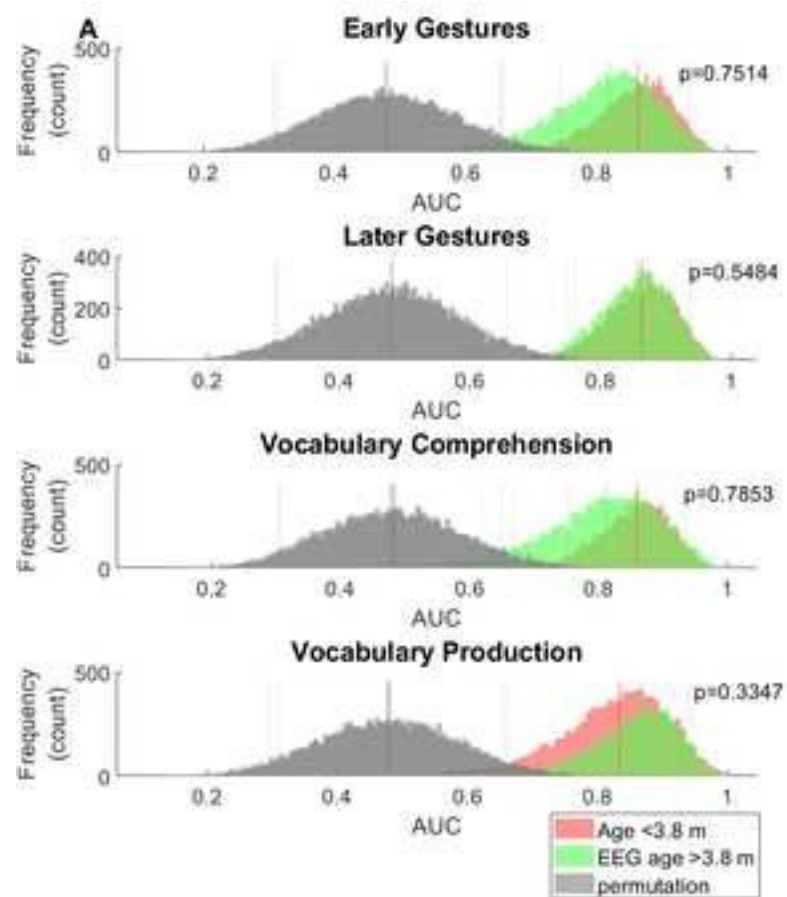 A
Early Gestures
500
0
Frequency
(count)
p=0.7514
0.2 0.4 0.6 0.8 1
AUC
Later Gestures
400
200
0
Frequency
(count)
p=0.5484
0.2 0.4 0.6 0.8 1
AUC
Vocabulary Comprehension
500
0
Frequency
(count)
p=0.7853
0.2 0.4 0.6 0.8 1
AUC
Vocabulary Production
500
0
Frequency
(count)
p=0.3347
0.2 0.4 0.6 0.8 1
AUC
Age <3.8 m
EEG age >3.8 m
permutation